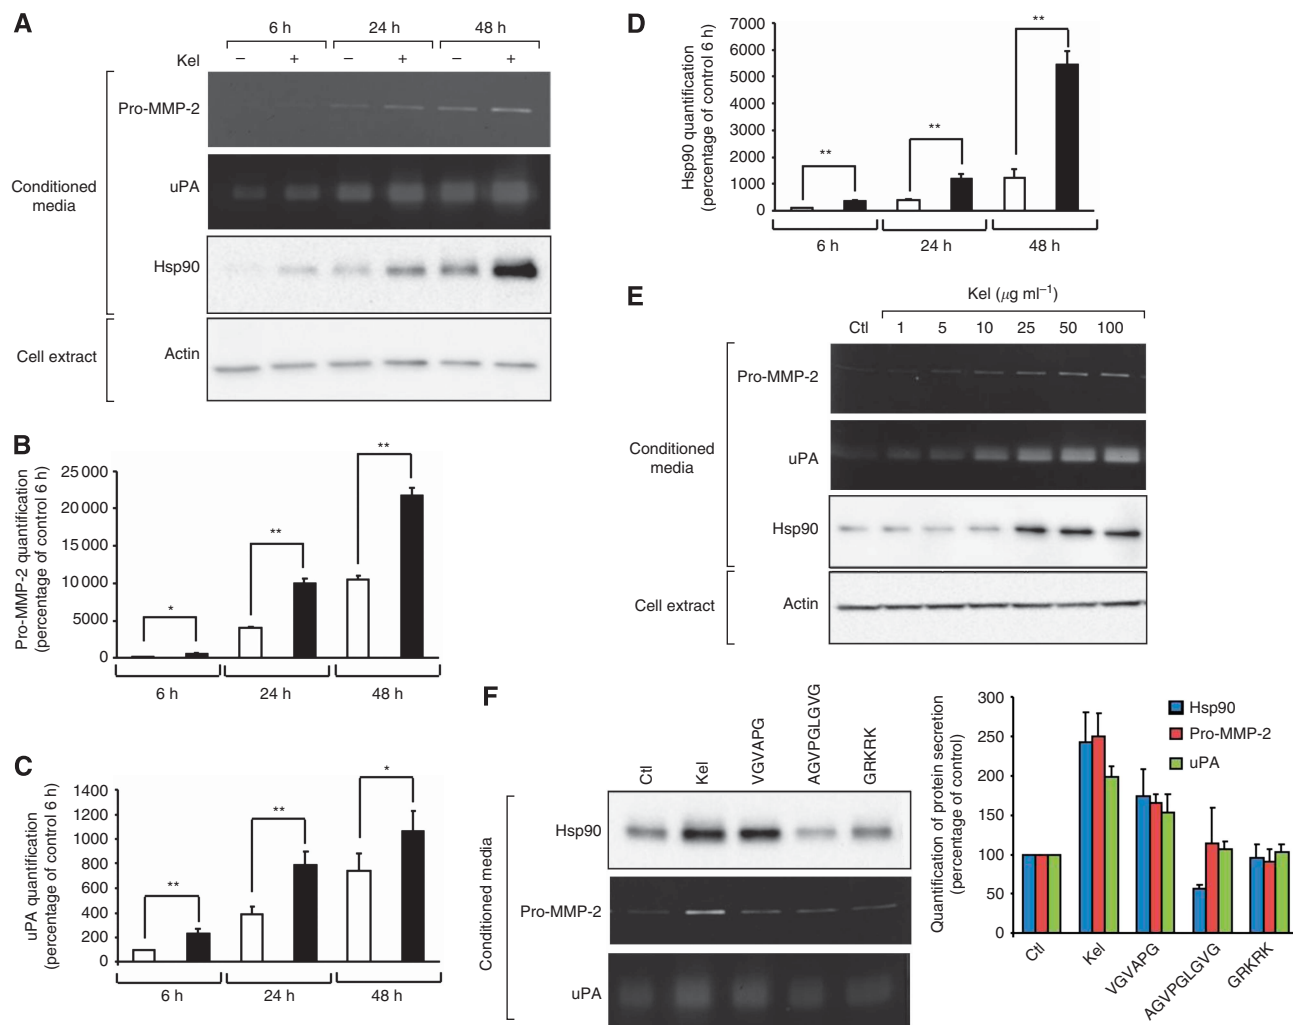 A
6 h 24 h 48 h
Kel – + – + – +
Pro-MMP-2
uPA
Hsp90
Actin
Conditioned
media
Cell extract
B
Pro-MMP-2 quantification
(percentage of control 6 h)
25 000
20 000
15 000
10 000
5000
0
*
**
**
6 h 24 h 48 h
C
uPA quantification
(percentage of control 6 h)
1400
1200
1000
800
600
400
200
0
**
**
*
6 h 24 h 48 h
D
Hsp90 quantification
(percentage of control 6 h)
7000
6000
5000
4000
3000
2000
1000
0
**
**
**
6 h 24 h 48 h
E
Kel (μg ml–1)
Ctl 1 5 10 25 50 100
Pro-MMP-2
uPA
Hsp90
Actin
Conditioned
media
Cell extract
F
Ctl
Kel
VGVAPG
AGVPGLGVG
GRKRK
Hsp90
Pro-MMP-2
uPA
Conditioned media
Quantification of protein secretion
(percentage of control)
300
250
200
150
100
50
0
Hsp90
Pro-MMP-2
uPA
Ctl
Kel
VGVAPG
AGVPGLGVG
GRKRK